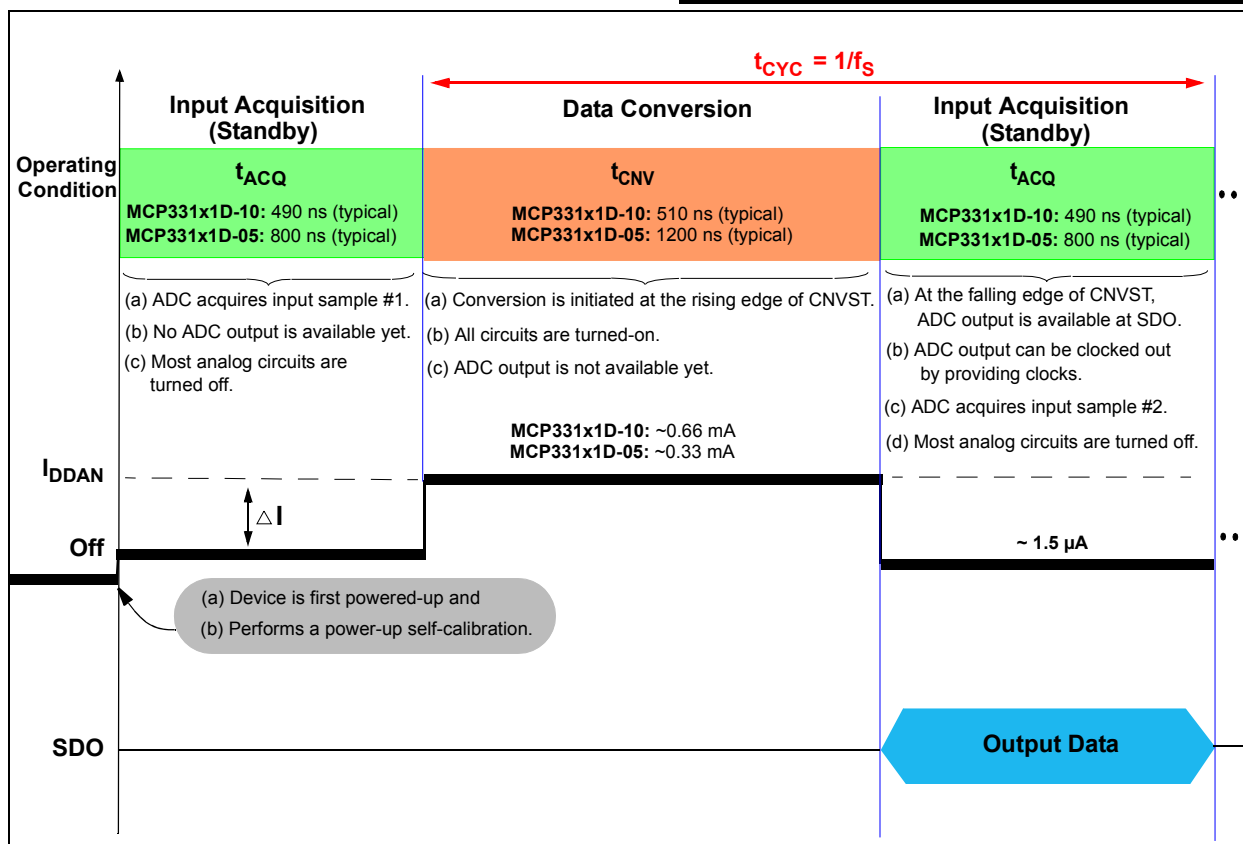 tCYC = 1/fS
Input Acquisition
(Standby)
Data Conversion
Input Acquisition
(Standby)
Operating
Condition
tACQ
MCP331x1D-10: 490 ns (typical)
MCP331x1D-05: 800 ns (typical)
tCNV
MCP331x1D-10: 510 ns (typical)
MCP331x1D-05: 1200 ns (typical)
tACQ
MCP331x1D-10: 490 ns (typical)
MCP331x1D-05: 800 ns (typical)
(a) ADC acquires input sample #1.
(b) No ADC output is available yet.
(c) Most analog circuits are
turned off.
(a) Conversion is initiated at the rising edge of CNVST.
(b) All circuits are turned-on.
(c) ADC output is not available yet.
(a) At the falling edge of CNVST,
ADC output is available at SDO.
(b) ADC output can be clocked out
by providing clocks.
(c) ADC acquires input sample #2.
(d) Most analog circuits are turned off.
MCP331x1D-10: ~0.66 mA
MCP331x1D-05: ~0.33 mA
IDDAN
△ I
Off
~ 1.5 µA
(a) Device is first powered-up and
(b) Performs a power-up self-calibration.
SDO
Output Data